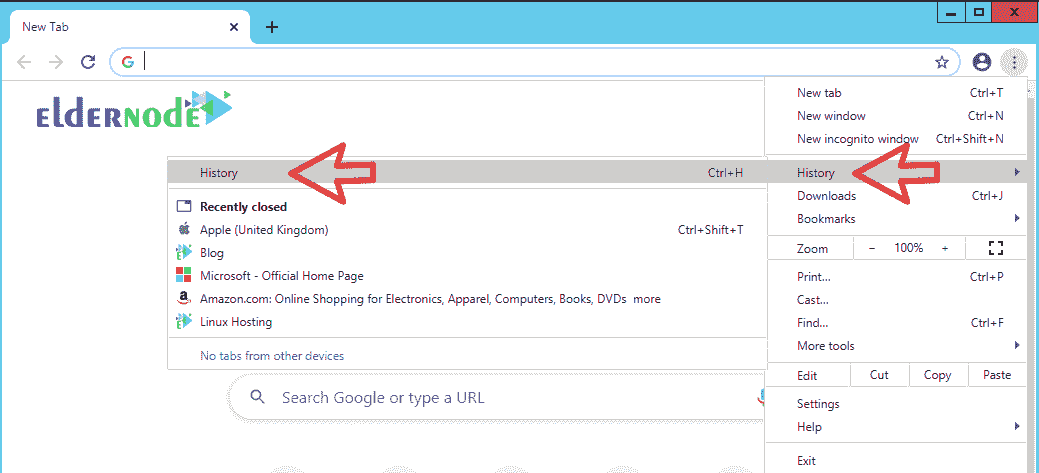 New Tab
ELDERNODE
New tab Ctrl+T
New window Ctrl+N
New incognito window Ctrl+Shift+N
History Ctrl+H
History
Recently closed
Downloads Ctrl+J
Apple (United Kingdom) Ctrl+Shift+T
Bookmarks
Blog
Zoom - 100% +
Microsoft - Official Home Page
Print... Ctrl+P
Amazon.com: Online Shopping for Electronics, Apparel, Computers, Books, DVDs more
Cast...
Linux Hosting
Find... Ctrl+F
More tools
No tabs from other devices
Edit Cut Copy Paste
Search Google or type a URL
Settings
Help
Exit